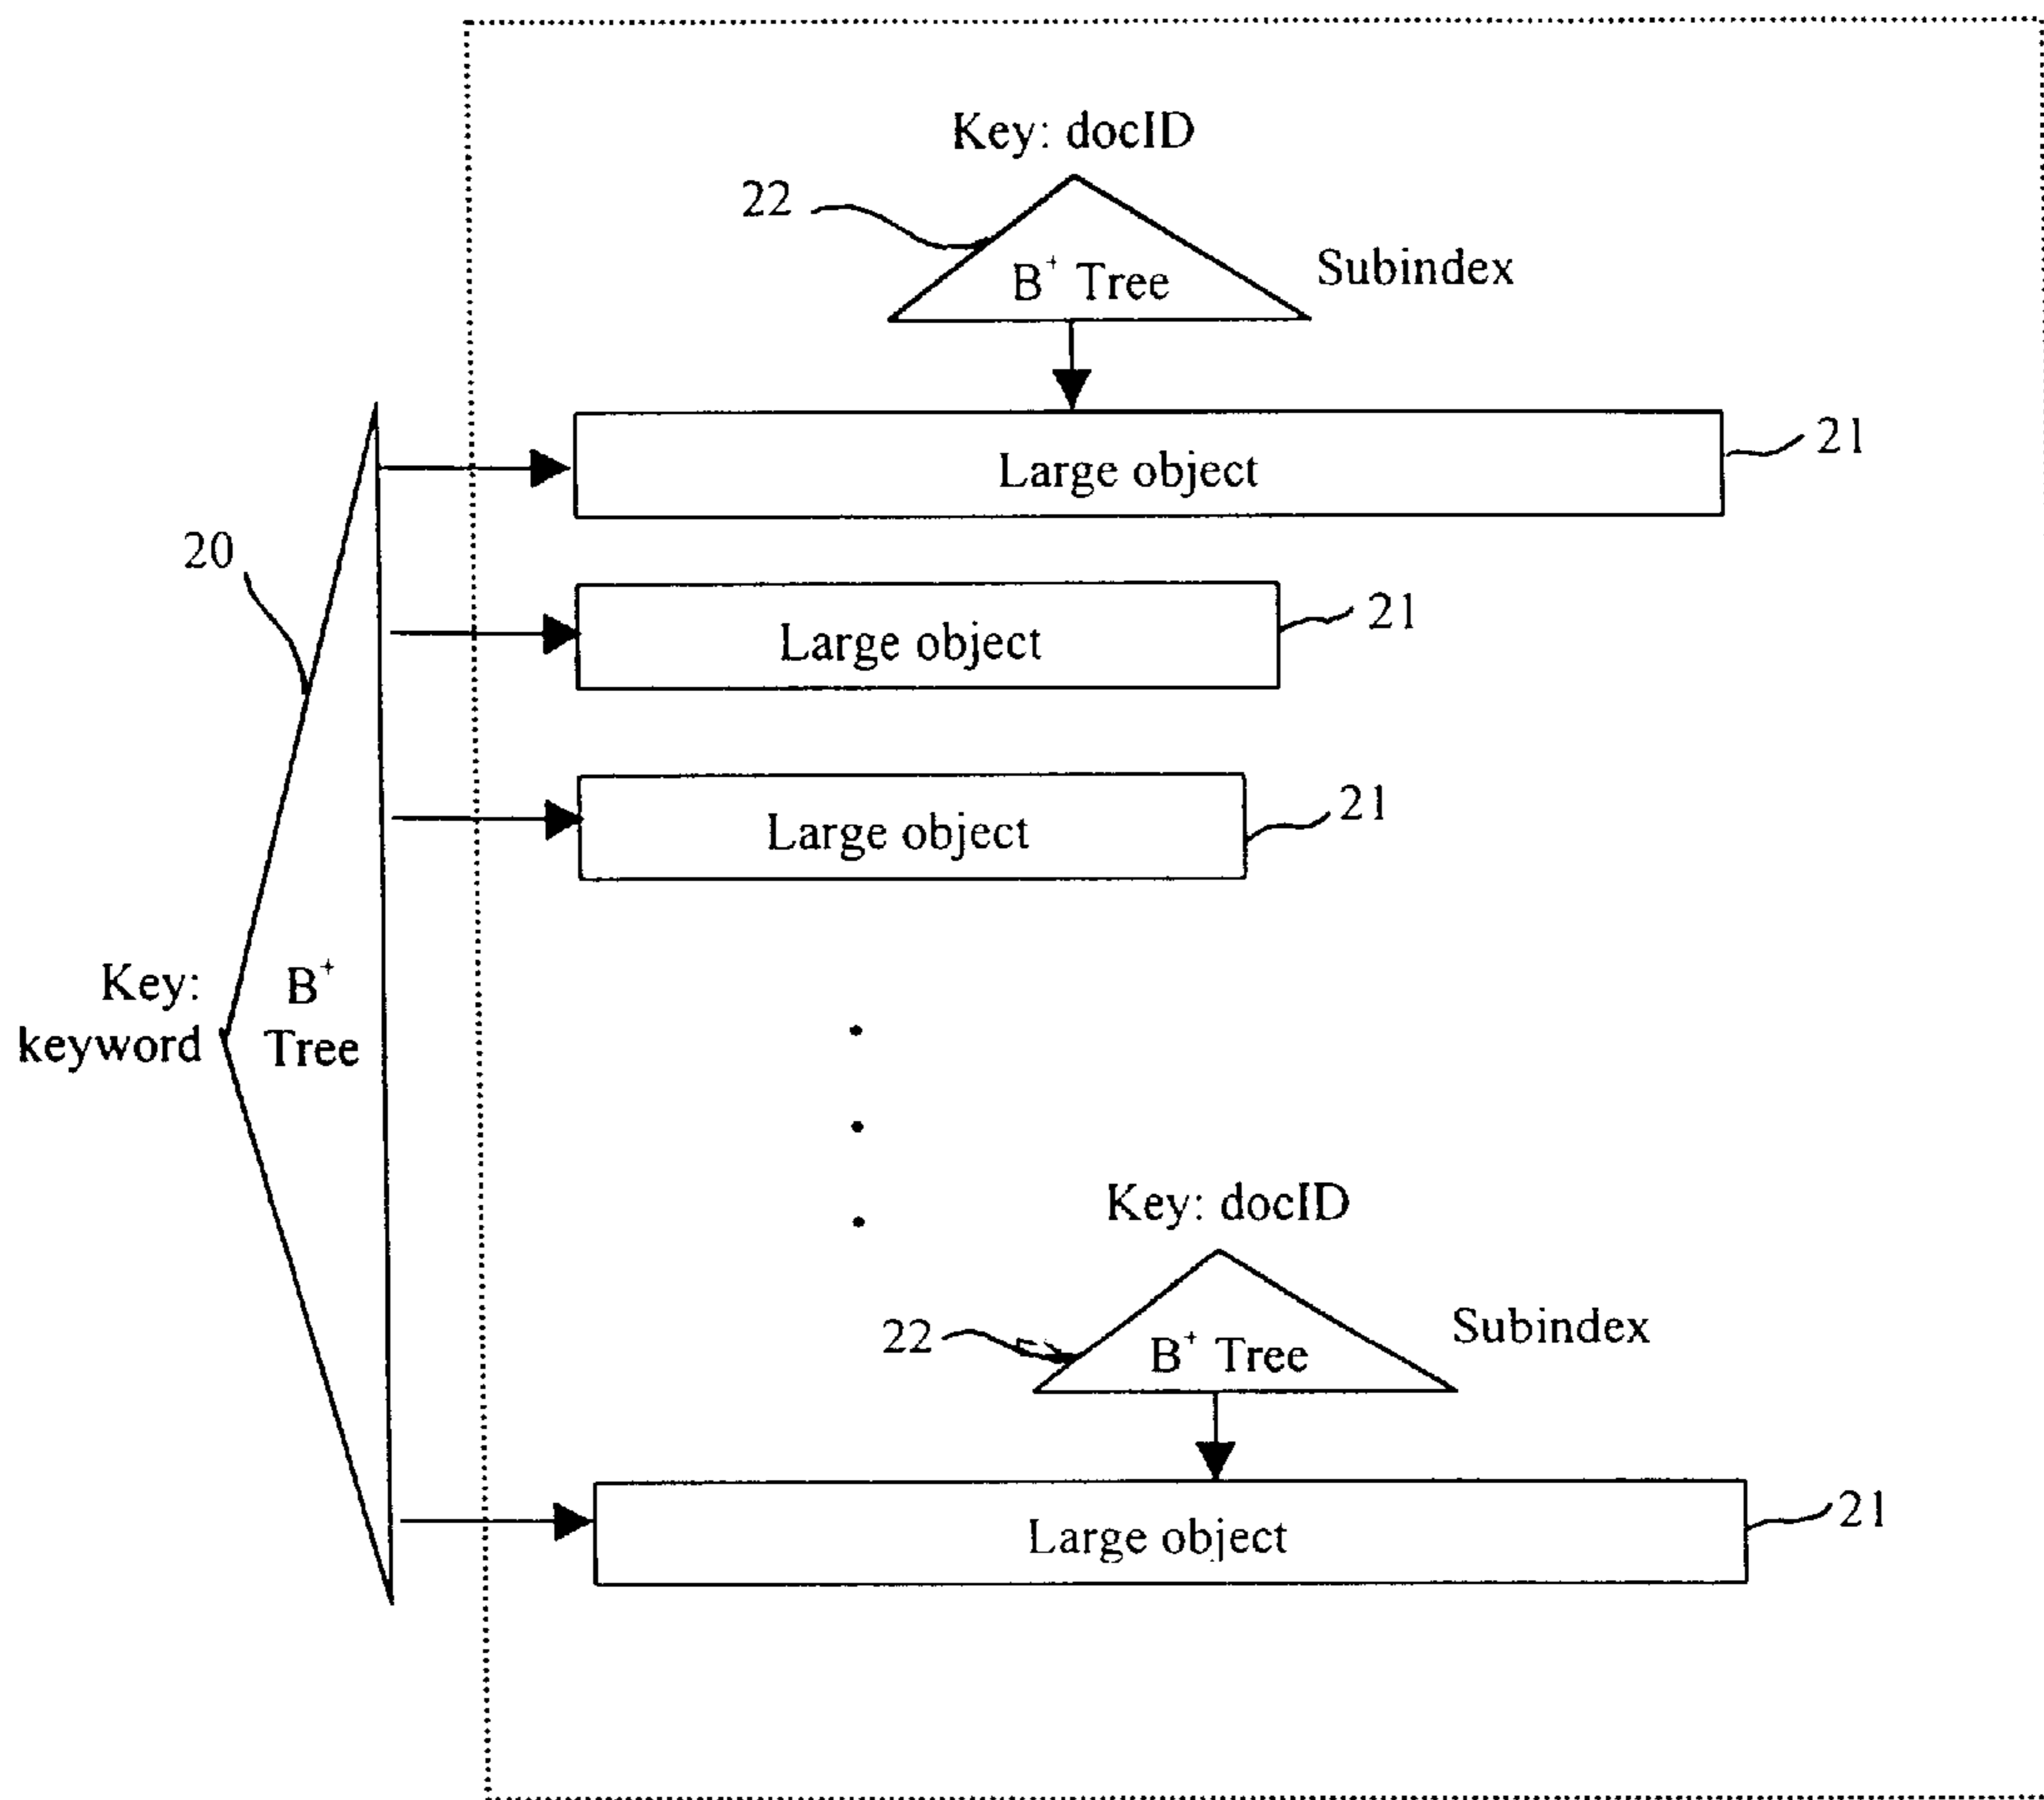 Key: docID
22
B+ Tree
Subindex
Large object
21
20
Large object
21
Large object
21
Key:
keyword
B+
Tree
Key: docID
22
B+ Tree
Subindex
Large object
21